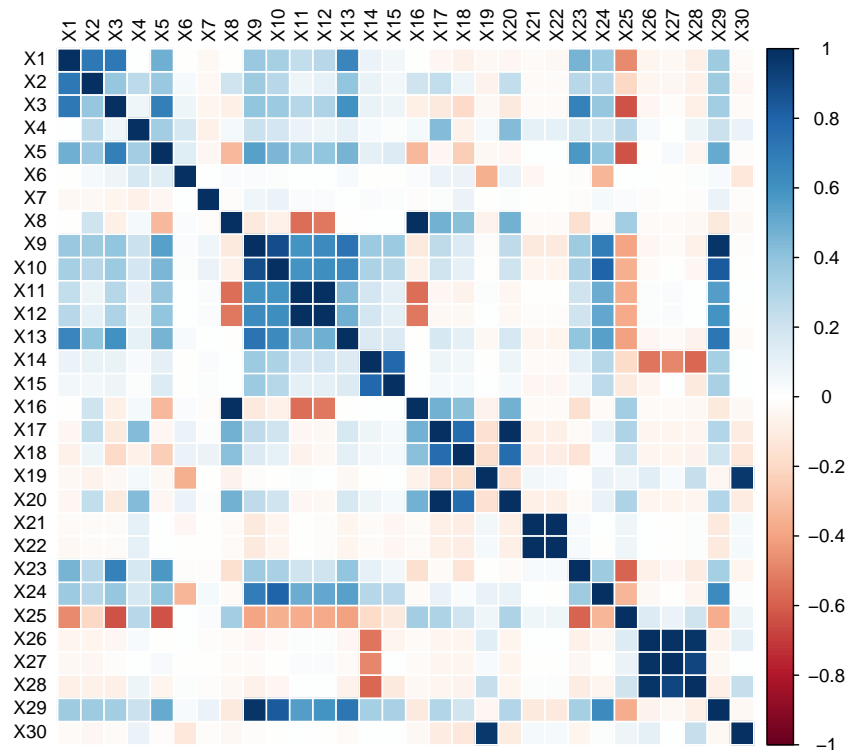 X1 X2 X3 X4 X5 X6 X7 X8 X9 X10 X11 X12 X13 X14 X15 X16 X17 X18 X19 X20 X21 X22 X23 X24 X25 X26 X27 X28 X29 X30
X1
X2
X3
X4
X5
X6
X7
X8
X9
X10
X11
X12
X13
X14
X15
X16
X17
X18
X19
X20
X21
X22
X23
X24
X25
X26
X27
X28
X29
X30
1
0.8
0.6
0.4
0.2
0
−0.2
−0.4
−0.6
−0.8
−1